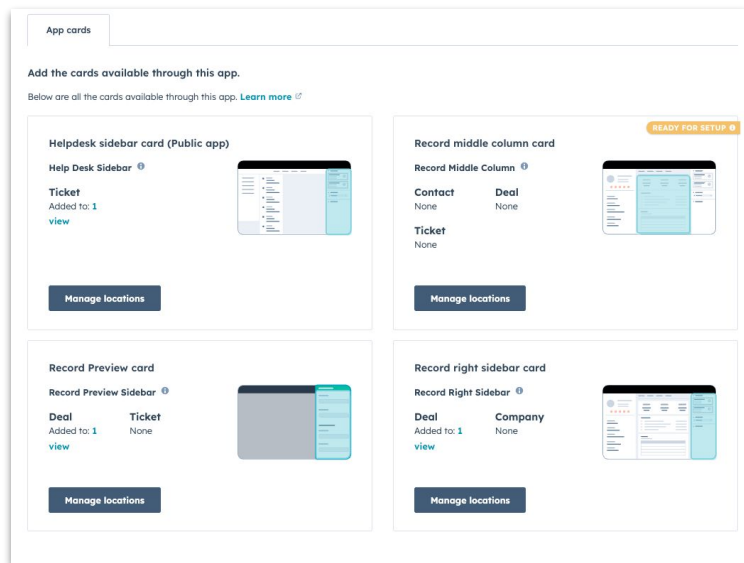 App cards
Add the cards available through this app.
Below are all the cards available through this app. Learn more
Helpdesk sidebar card (Public app)
Help Desk Sidebar
Ticket
Added to: 1
view
Manage locations
READY FOR SETUP
Record middle column card
Record Middle Column
Contact Deal
None None
Ticket
None
Manage locations
Record Preview card
Record Preview Sidebar
Deal Ticket
Added to: 1 None
view
Manage locations
Record right sidebar card
Record Right Sidebar
Deal Company
Added to: 1 None
view
Manage locations